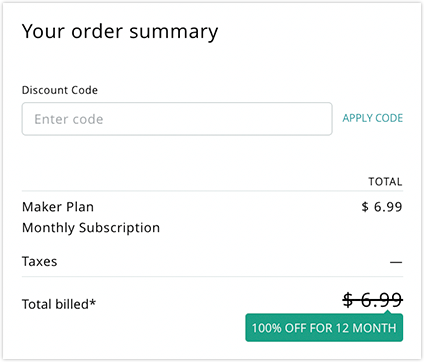 Your order summary
Discount Code
Enter code APPLY CODE
TOTAL
Maker Plan $ 6.99
Monthly Subscription
Taxes —
Total billed* $ 6.99
100% OFF FOR 12 MONTH